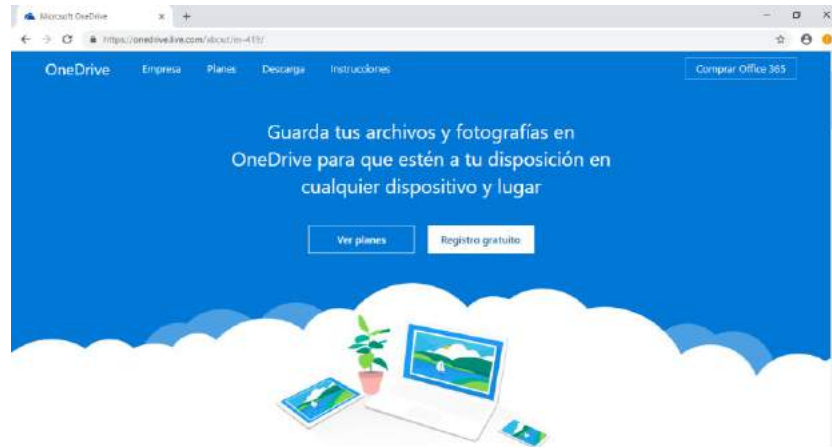 Microsoft OneDrive
https://onedrive.live.com/about/es-419/
OneDrive Empresa Planes Descarga Instrucciones Comprar Office 365
Guarda tus archivos y fotografías en
OneDrive para que estén a tu disposición en
cualquier dispositivo y lugar
Ver planes Registro gratuito